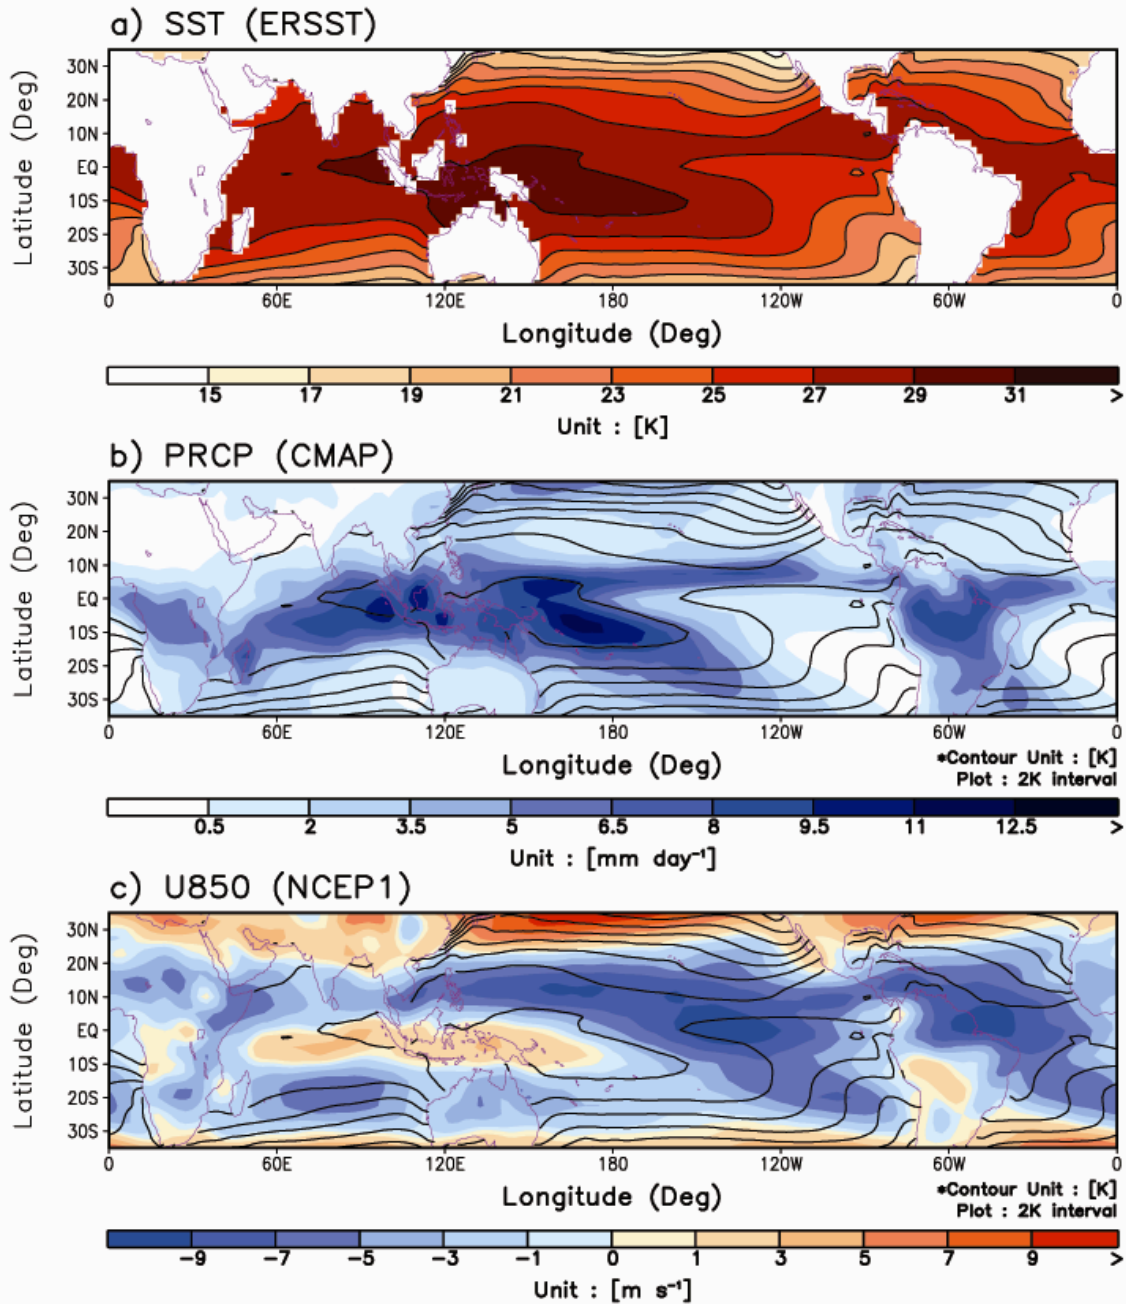 a) SST (ERSST)
Latitude (Deg)
30N
20N
10N
EQ
10S
20S
30S
0 60E 120E 180 120W 60W 0
Longitude (Deg)
15 17 19 21 23 25 27 29 31 >
Unit : [K]
b) PRCP (CMAP)
Latitude (Deg)
30N
20N
10N
EQ
10S
20S
30S
0 60E 120E 180 120W 60W 0
Longitude (Deg)
*Contour Unit : [K]
Plot : 2K interval
0.5 2 3.5 5 6.5 8 9.5 11 12.5 >
Unit : [mm day⁻¹]
c) U850 (NCEP1)
Latitude (Deg)
30N
20N
10N
EQ
10S
20S
30S
0 60E 120E 180 120W 60W 0
Longitude (Deg)
*Contour Unit : [K]
Plot : 2K interval
−9 −7 −5 −3 −1 0 1 3 5 7 9 >
Unit : [m s⁻¹]